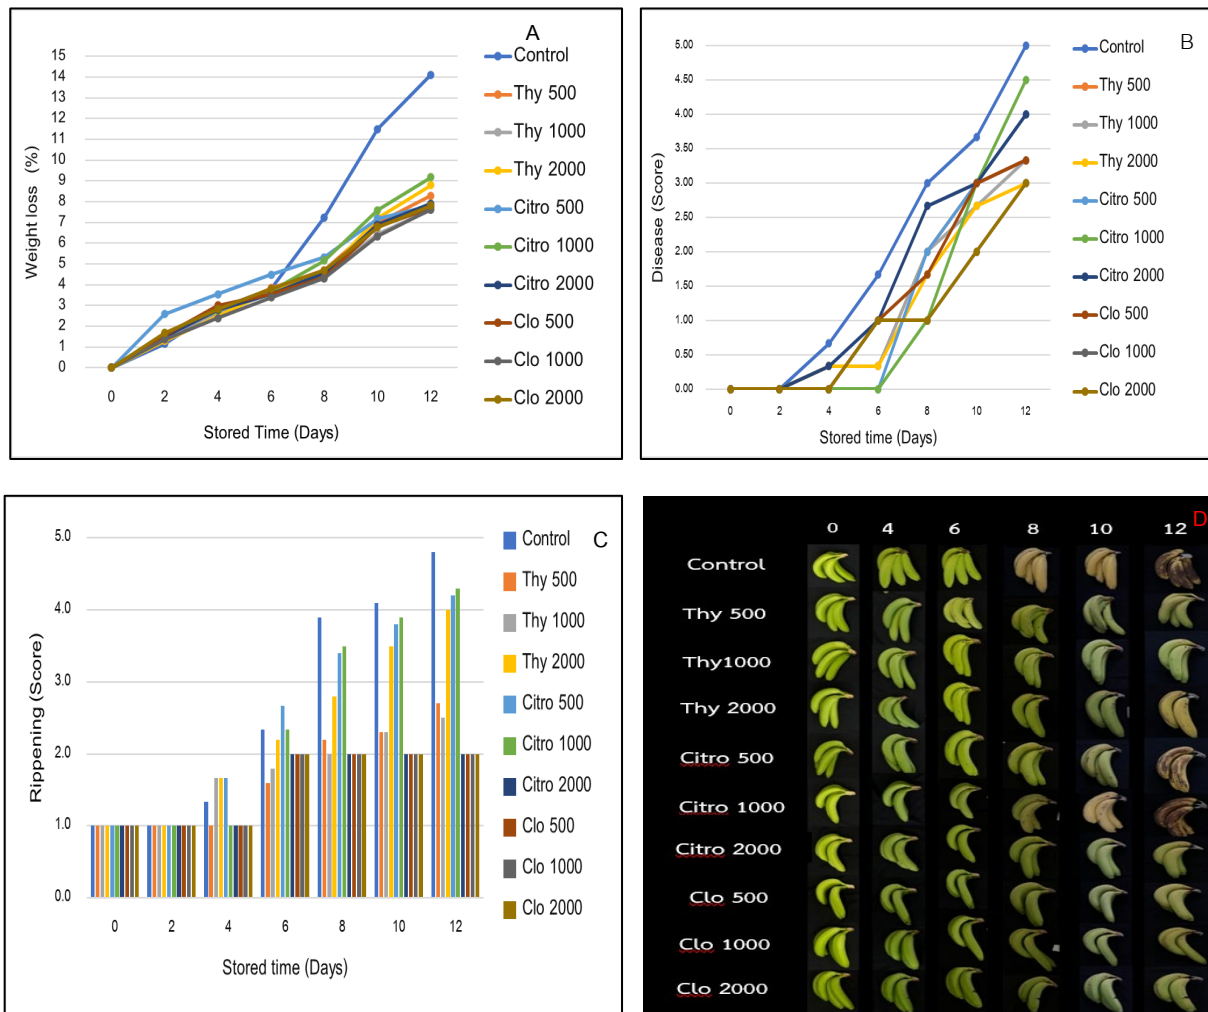 A
15
14
13
12
11
10
9
8
7
6
5
4
3
2
1
0
Weight loss (%)
0 2 4 6 8 10 12
Stored Time (Days)
Control
Thy 500
Thy 1000
Thy 2000
Citro 500
Citro 1000
Citro 2000
Clo 500
Clo 1000
Clo 2000
B
5.00
4.50
4.00
3.50
3.00
2.50
2.00
1.50
1.00
0.50
0.00
Disease (Score)
0 2 4 6 8 10 12
Stored time (Days)
Control
Thy 500
Thy 1000
Thy 2000
Citro 500
Citro 1000
Citro 2000
Clo 500
Clo 1000
Clo 2000
C
5.0
4.0
3.0
2.0
1.0
0.0
Rippening (Score)
0 2 4 6 8 10 12
Stored time (Days)
Control
Thy 500
Thy 1000
Thy 2000
Citro 500
Citro 1000
Citro 2000
Clo 500
Clo 1000
Clo 2000
D
0 4 6 8 10 12
Control
Thy 500
Thy1000
Thy 2000
Citro 500
Citro 1000
Citro 2000
Clo 500
Clo 1000
Clo 2000